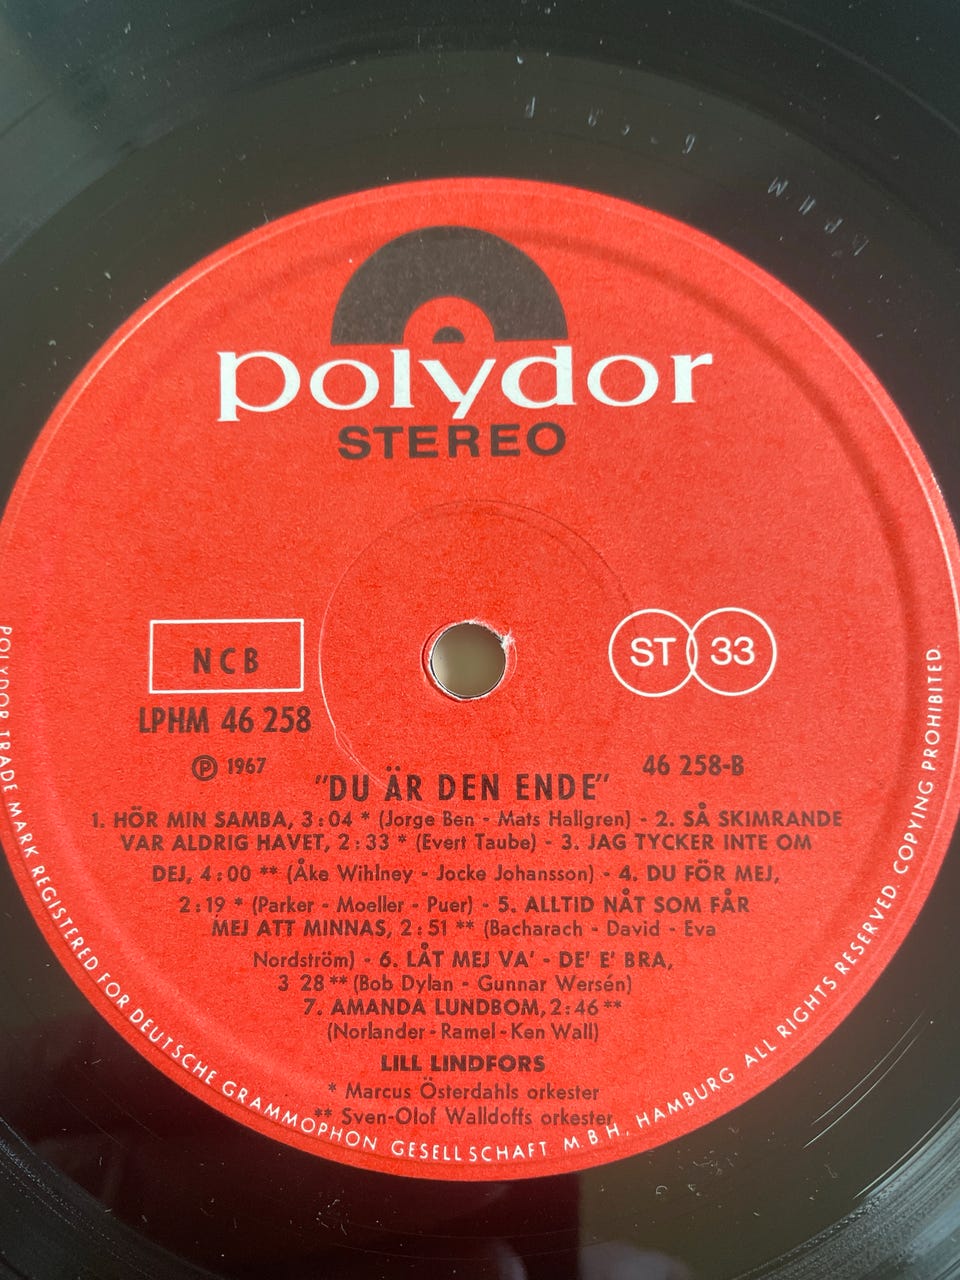 polydor
STEREO
NCB
ST 33
LPHM 46 258
℗ 1967
46 258-B
"DU ÄR DEN ENDE"
1. HÖR MIN SAMBA, 3:04 * (Jorge Ben - Mats Hallgren) - 2. SÅ SKIMRANDE
VAR ALDRIG HAVET, 2:33 * (Evert Taube) - 3. JAG TYCKER INTE OM
DEJ, 4:00 ** (Åke Wihlney - Jocke Johansson) - 4. DU FÖR MEJ,
2:19 * (Parker - Moeller - Puer) - 5. ALLTID NÅT SOM FÅR
MEJ ATT MINNAS, 2:51 ** (Bacharach - David - Eva
Nordström) - 6. LÅT MEJ VA' - DE' E' BRA,
3 28 ** (Bob Dylan - Gunnar Wersén)
7. AMANDA LUNDBOM, 2:46 **
(Norlander - Ramel - Ken Wall)
LILL LINDFORS
* Marcus Österdahls orkester
** Sven-Olof Walldoffs orkester
POLYDOR TRADE MARK REGISTERED FOR DEUTSCHE GRAMMOPHON GESELLSCHAFT M.B.H. HAMBURG ALL RIGHTS RESERVED. COPYING PROHIBITED.